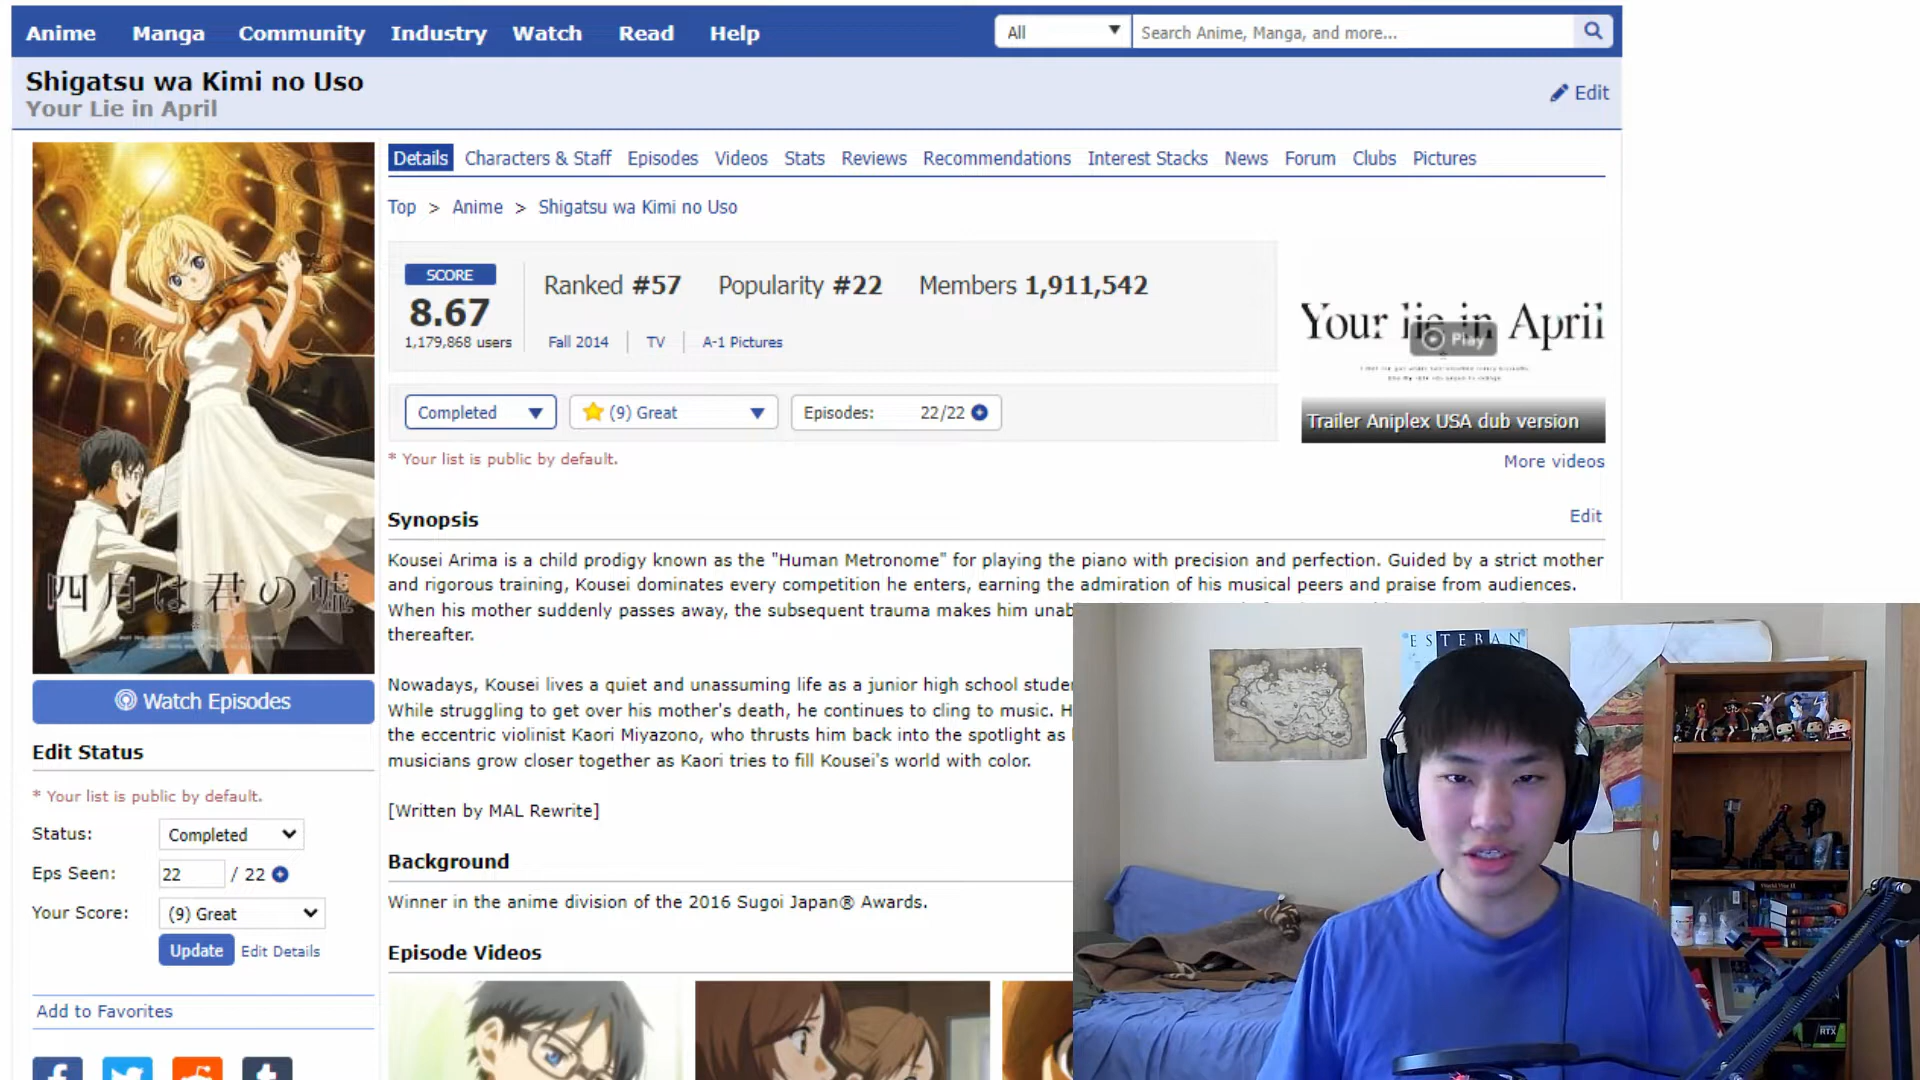 Anime Manga Community Industry Watch Read Help
All
Search Anime, Manga, and more...
Shigatsu wa Kimi no Uso
Your Lie in April
Edit
Details Characters & Staff Episodes Videos Stats Reviews Recommendations Interest Stacks News Forum Clubs Pictures
Top > Anime > Shigatsu wa Kimi no Uso
SCORE
8.67
1,179,868 users
Ranked #57 Popularity #22 Members 1,911,542
Fall 2014 TV A-1 Pictures
Your lie in April
Play
Trailer Aniplex USA dub version
More videos
Completed
(9) Great
Episodes: 22/22
* Your list is public by default.
Synopsis
Edit
Kousei Arima is a child prodigy known as the "Human Metronome" for playing the piano with precision and perfection. Guided by a strict mother
and rigorous training, Kousei dominates every competition he enters, earning the admiration of his musical peers and praise from audiences.
When his mother suddenly passes away, the subsequent trauma makes him
thereafter.
Nowadays, Kousei lives a quiet and unassuming life as a junior high school
While struggling to get over his mother's death, he continues to cling to music.
the eccentric violinist Kaori Miyazono, who thrusts him back into the spotlight as
musicians grow closer together as Kaori tries to fill Kousei's world with color.
[Written by MAL Rewrite]
Background
Winner in the anime division of the 2016 Sugoi Japan® Awards.
Episode Videos
四月は君の嘘
Watch Episodes
Edit Status
* Your list is public by default.
Status: Completed
Eps Seen: 22 / 22
Your Score: (9) Great
Update Edit Details
Add to Favorites
ESTEBAN
World War II
RTX